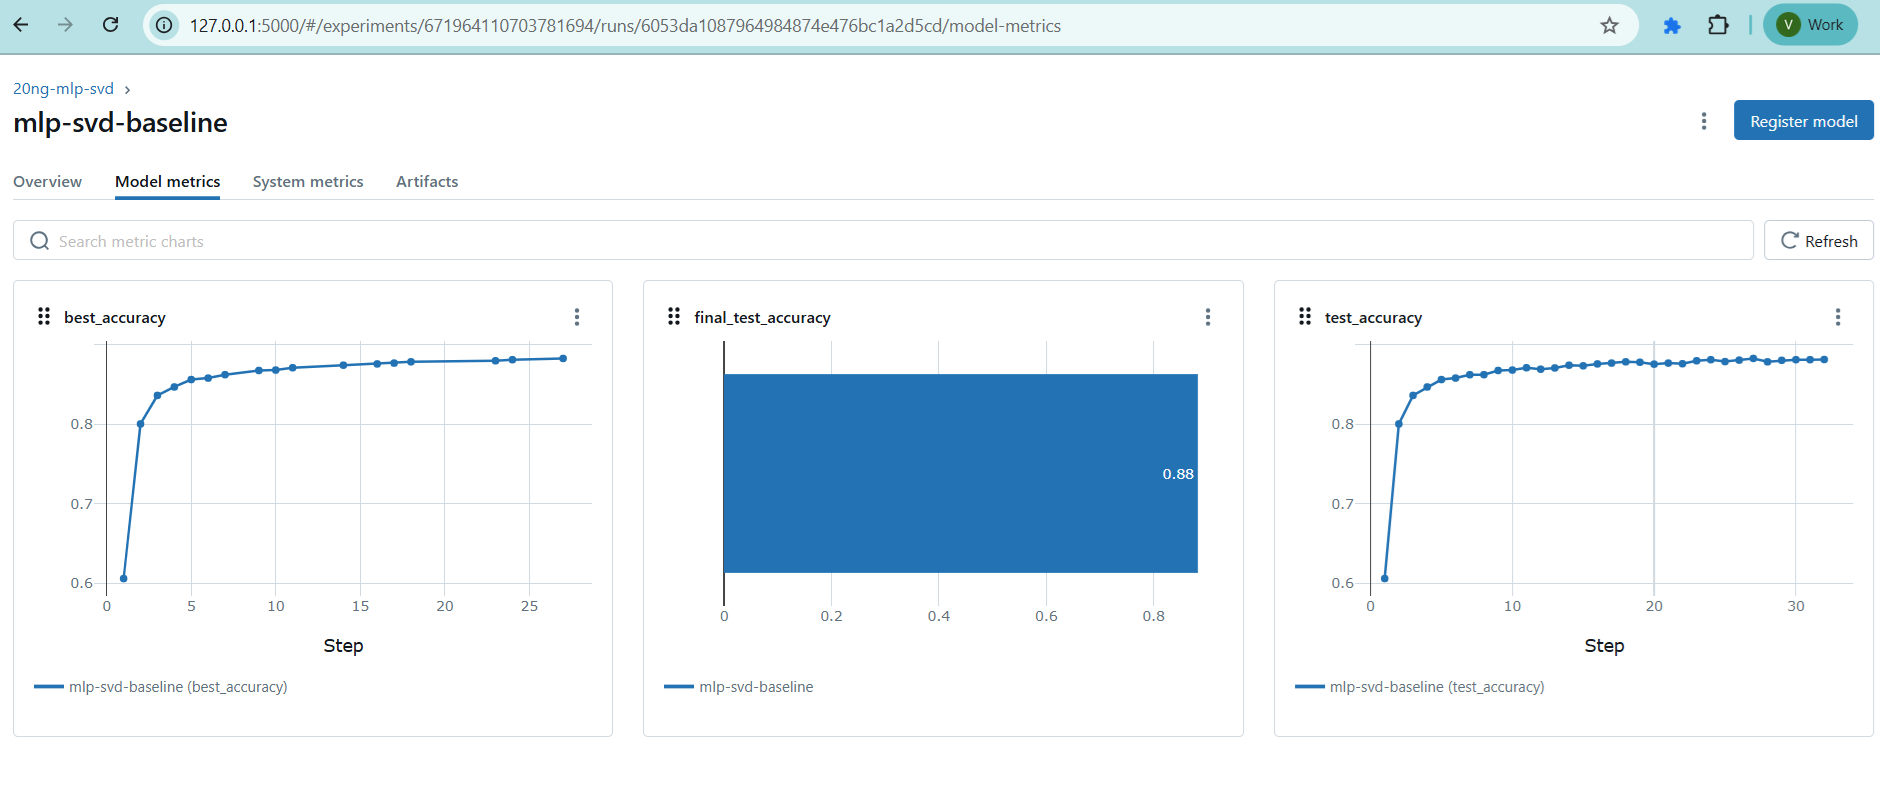 127.0.0.1:5000/#/experiments/671964110703781694/runs/6053da1087964984874e476bc1a2d5cd/model-metrics
V Work
20ng-mlp-svd ›
mlp-svd-baseline
Register model
Overview Model metrics System metrics Artifacts
Search metric charts
Refresh
best_accuracy
0.8
0.7
0.6
0 5 10 15 20 25
Step
mlp-svd-baseline (best_accuracy)
final_test_accuracy
0.88
0 0.2 0.4 0.6 0.8
mlp-svd-baseline
test_accuracy
0.8
0.7
0.6
0 10 20 30
Step
mlp-svd-baseline (test_accuracy)